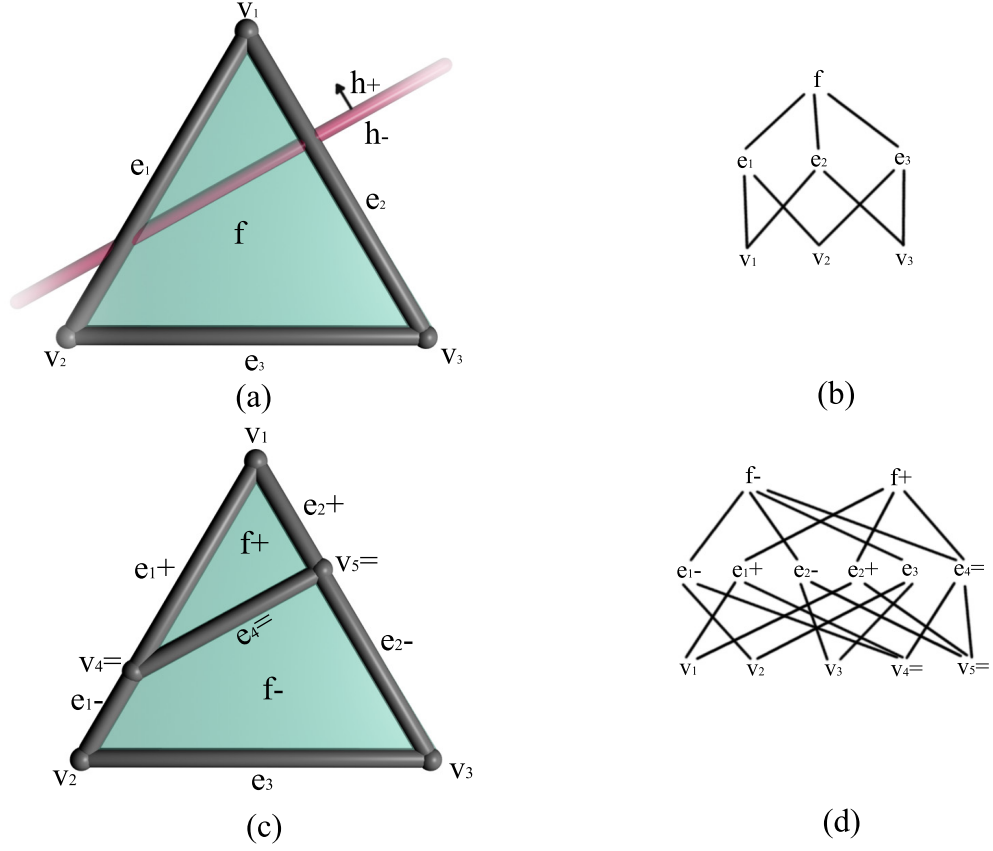 v1
h+
h-
e1
e2
f
v2
v3
e3
(a)
f
e1 e2 e3
v1 v2 v3
(b)
v1
e2+
f+
e1+
v5=
e4=
e2-
v4=
f-
e1-
v2
v3
e3
(c)
f- f+
e1- e1+ e2- e2+ e3 e4=
v1 v2 v3 v4= v5=
(d)